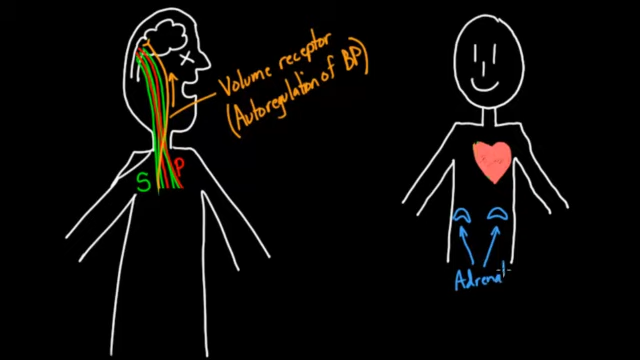 Volume receptor
(Autoregulation of BP)
S
P
Adrenal